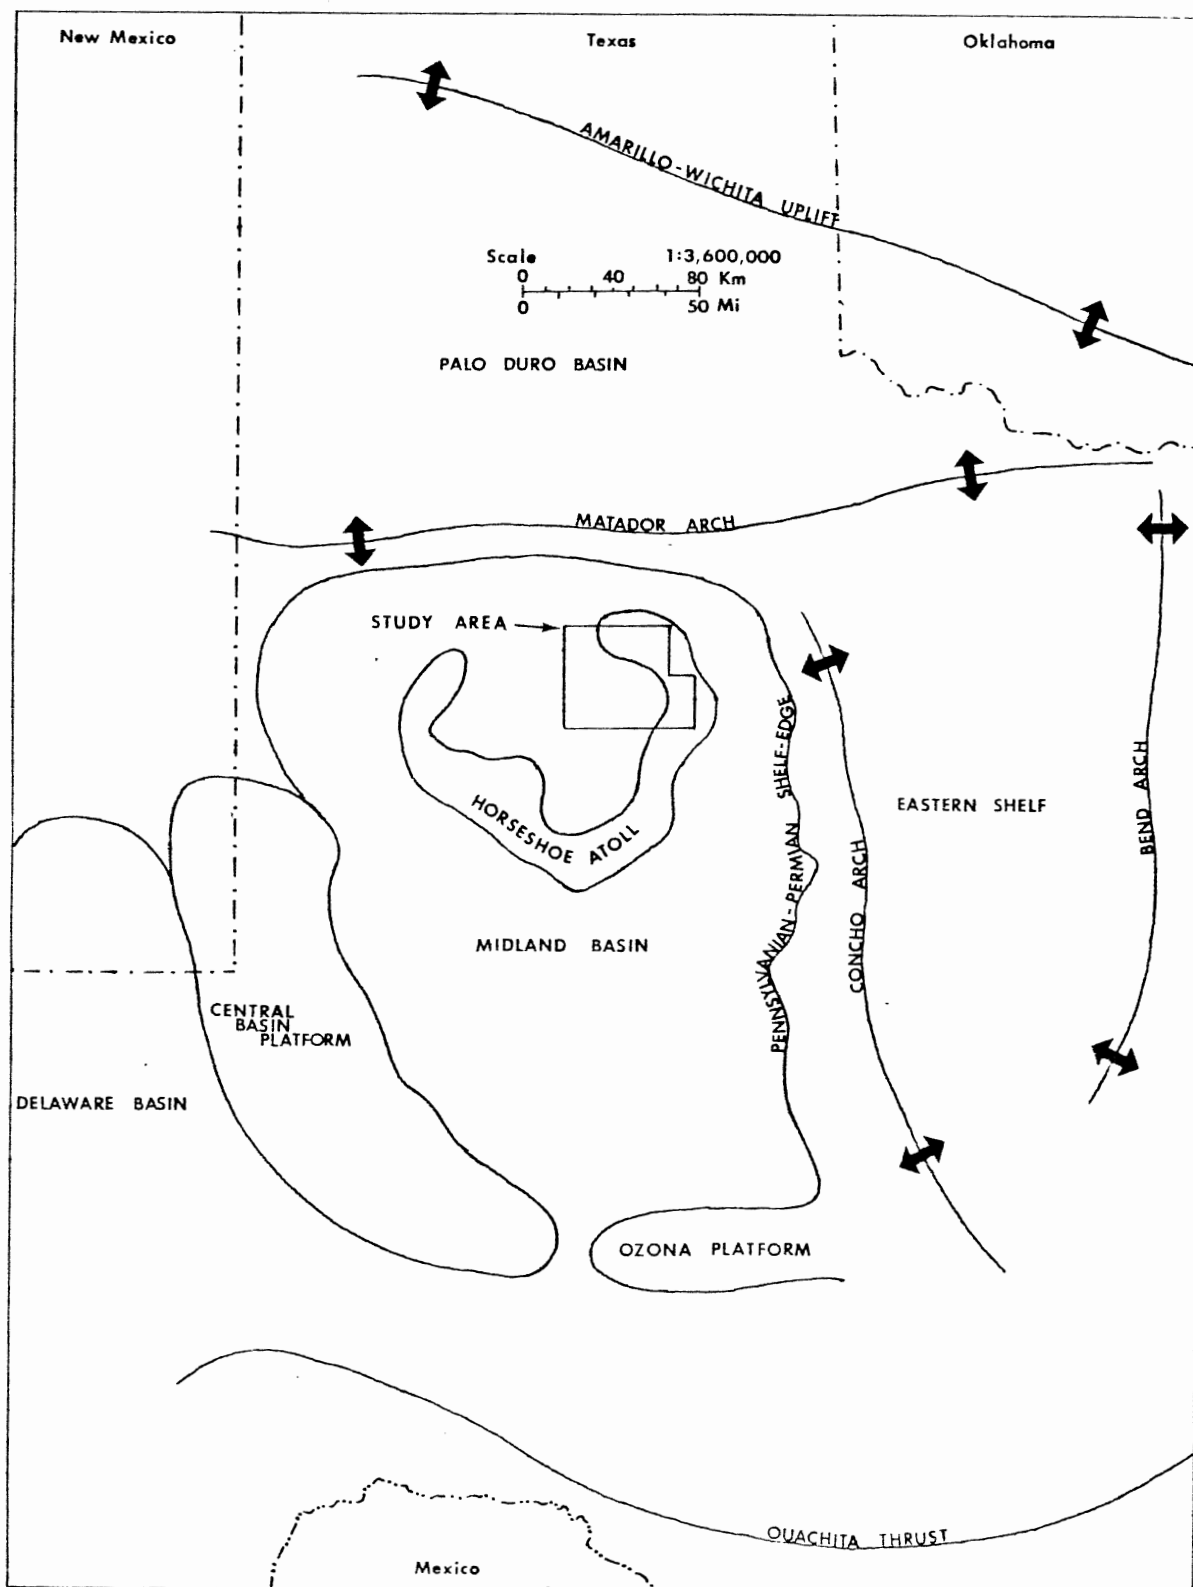 New Mexico
Texas
Oklahoma
AMARILLO-WICHITA UPLIFT
Scale 1:3,600,000
0 40 80 Km
0 50 Mi
PALO DURO BASIN
MATADOR ARCH
STUDY AREA
PENNSYLVANIAN-PERMIAN SHELF-EDGE
BEND ARCH
EASTERN SHELF
HORSESHOE ATOLL
CONCHO ARCH
MIDLAND BASIN
CENTRAL
BASIN
PLATFORM
DELAWARE BASIN
OZONA PLATFORM
OUACHITA THRUST
Mexico